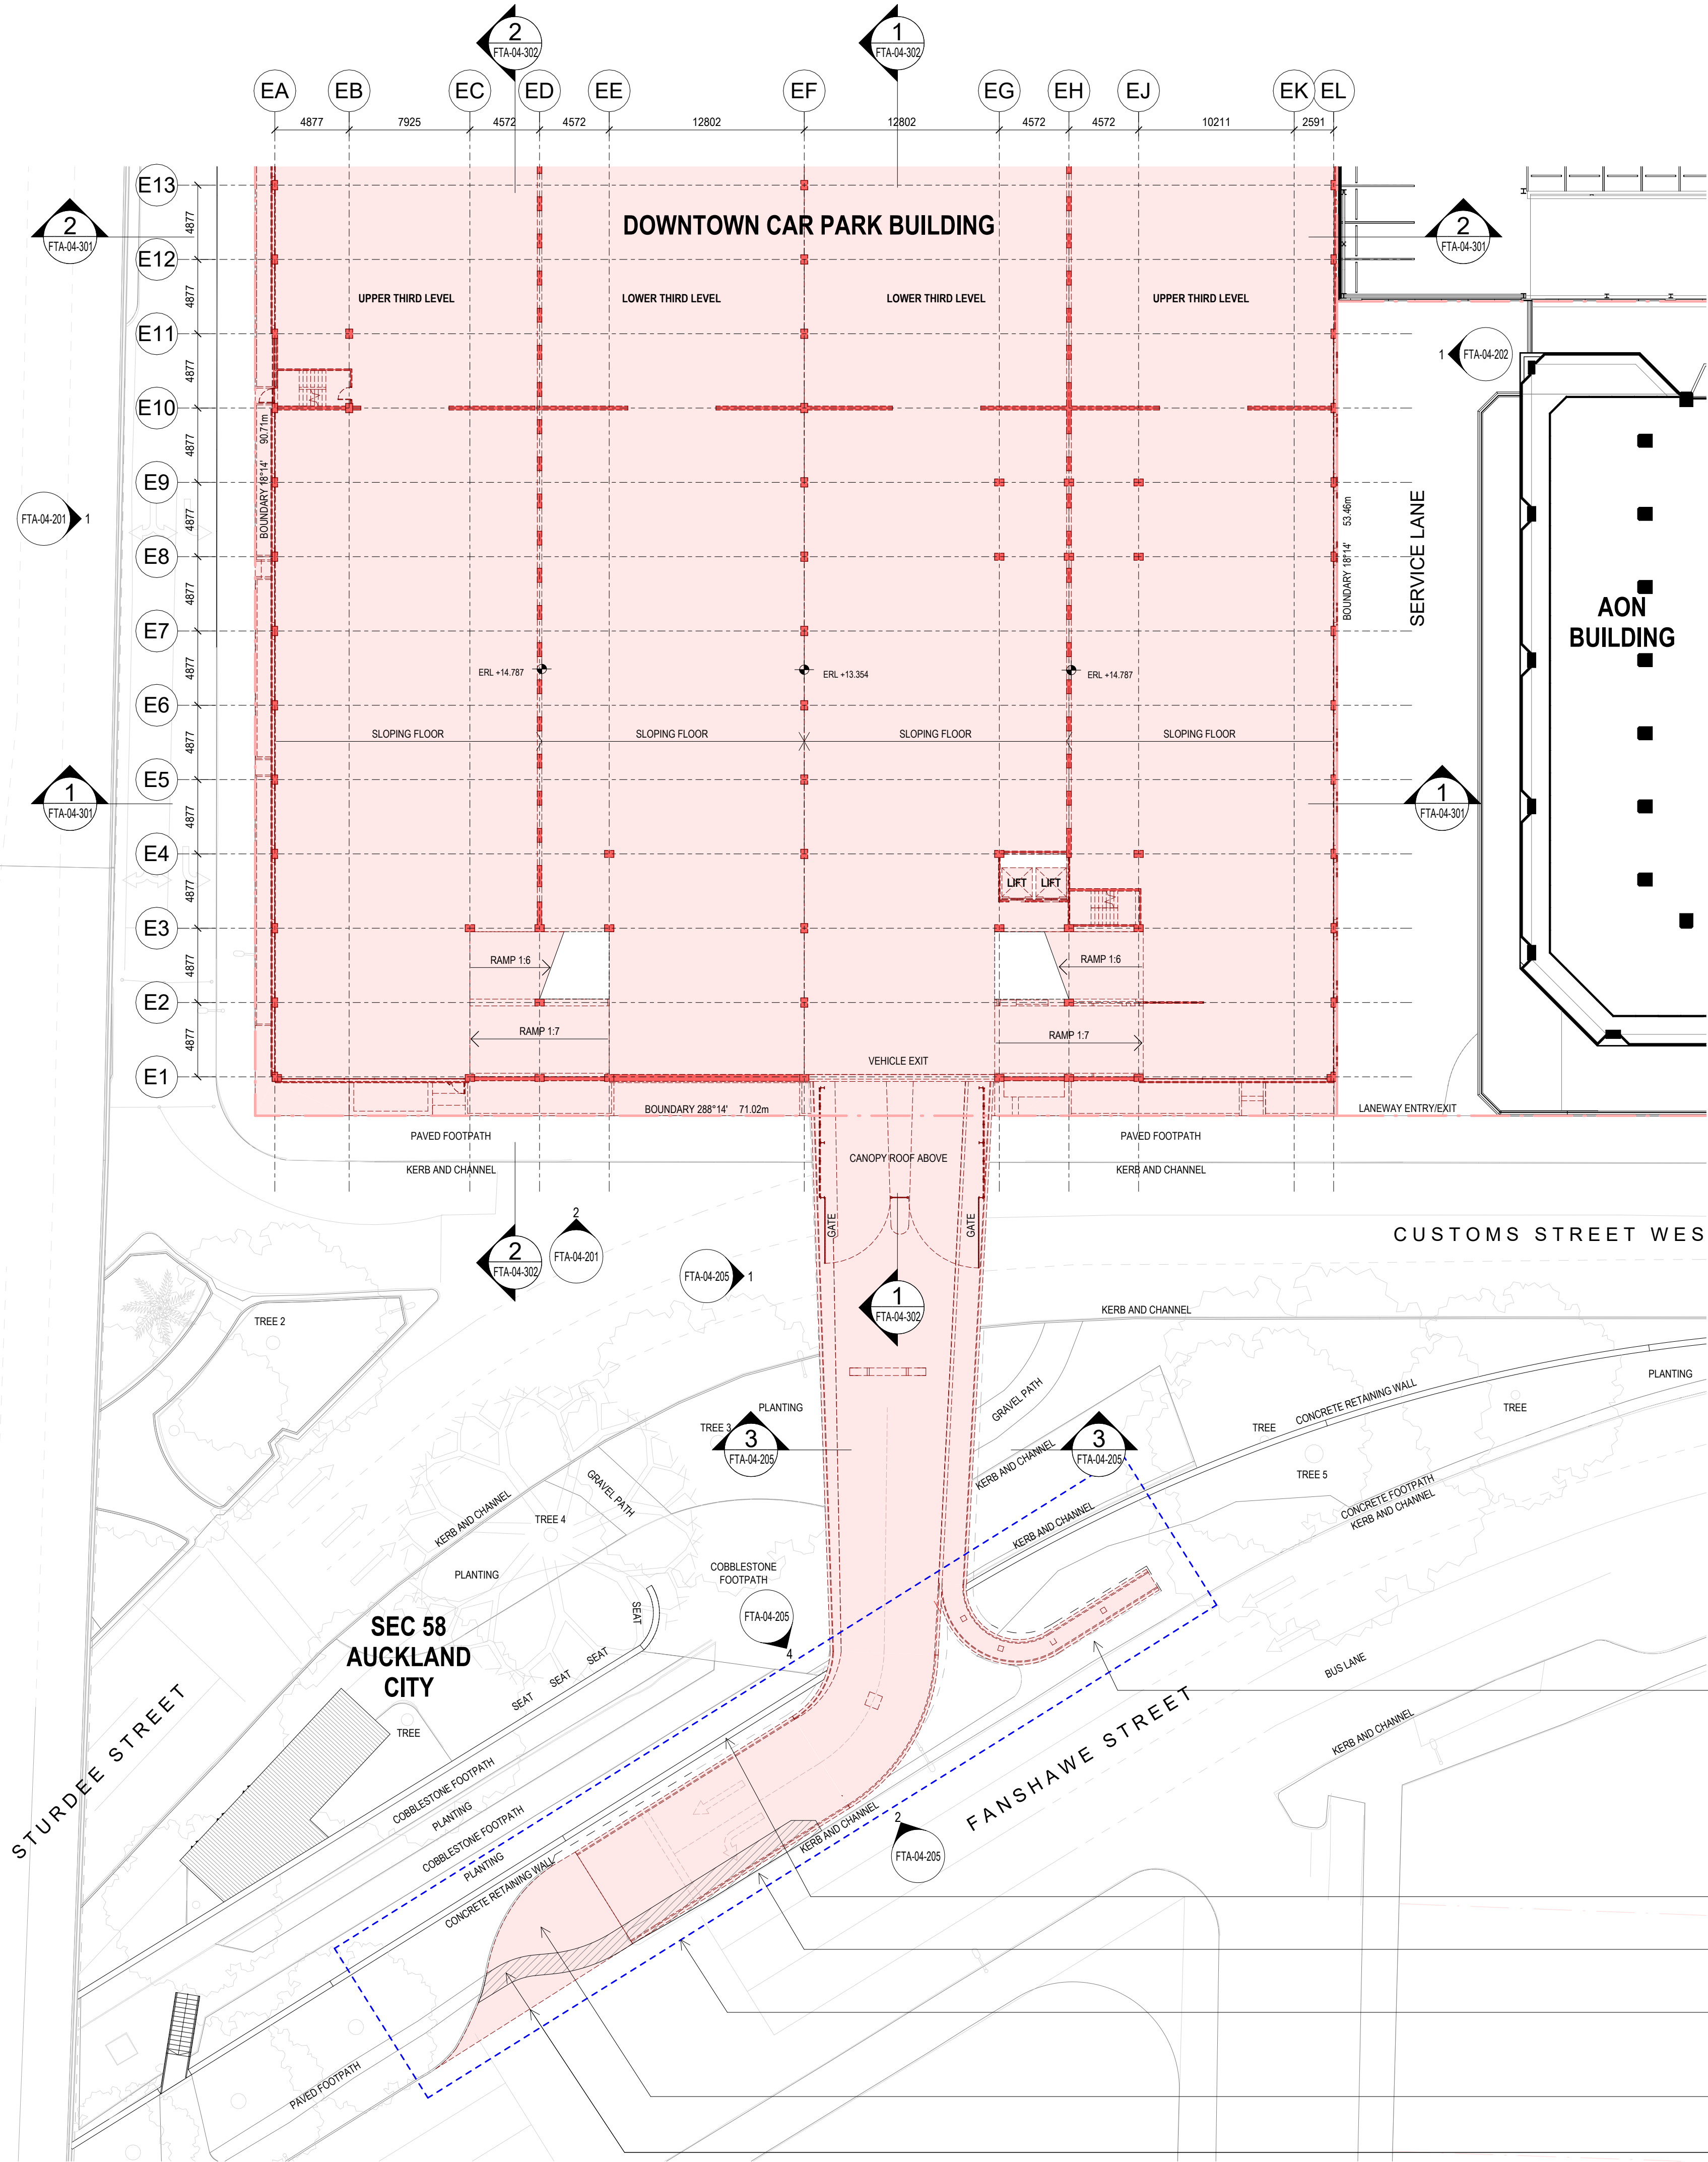 2
FTA-04-302
1
FTA-04-302
EA EB EC ED EE EF EG EH EJ EK EL
4877 7925 4572 4572 12802 12802 4572 4572 10211 2591
E13
4877
2
FTA-04-301
DOWNTOWN CAR PARK BUILDING
2
FTA-04-301
E12
4877
UPPER THIRD LEVEL LOWER THIRD LEVEL LOWER THIRD LEVEL UPPER THIRD LEVEL
E11
4877
1 FTA-04-202
E10
BOUNDARY 18°14' 90.71m
4877
E9
FTA-04-201 1
4877
BOUNDARY 18°14' 53.46m
SERVICE LANE
E8
4877
AON
BUILDING
E7
4877
ERL +14.787
ERL +13.354
ERL +14.787
E6
4877
SLOPING FLOOR SLOPING FLOOR SLOPING FLOOR SLOPING FLOOR
E5
1
FTA-04-301
1
FTA-04-301
4877
E4
4877
LIFT LIFT
E3
4877
RAMP 1:6
RAMP 1:6
E2
4877
RAMP 1:7
RAMP 1:7
VEHICLE EXIT
E1
BOUNDARY 288°14' 71.02m
LANEWAY ENTRY/EXIT
PAVED FOOTPATH
PAVED FOOTPATH
KERB AND CHANNEL
CANOPY ROOF ABOVE
KERB AND CHANNEL
GATE
GATE
2
FTA-04-302
2
FTA-04-201
CUSTOMS STREET WES
FTA-04-205 1
1
FTA-04-302
KERB AND CHANNEL
TREE 2
PLANTING
GRAVEL PATH
CONCRETE RETAINING WALL
PLANTING
TREE 3
3
FTA-04-205
3
FTA-04-205
TREE
TREE
KERB AND CHANNEL
TREE 5
GRAVEL PATH
KERB AND CHANNEL
TREE 4
KERB AND CHANNEL
CONCRETE FOOTPATH
KERB AND CHANNEL
PLANTING
COBBLESTONE
FOOTPATH
SEAT
FTA-04-205
4
SEC 58
AUCKLAND
CITY
SEAT
SEAT
SEAT
BUS LANE
TREE
STURDEE STREET
FANSHAWE STREET
KERB AND CHANNEL
COBBLESTONE FOOTPATH
PLANTING
COBBLESTONE FOOTPATH
PLANTING
KERB AND CHANNEL
2
FTA-04-205
CONCRETE RETAINING WALL
PAVED FOOTPATH